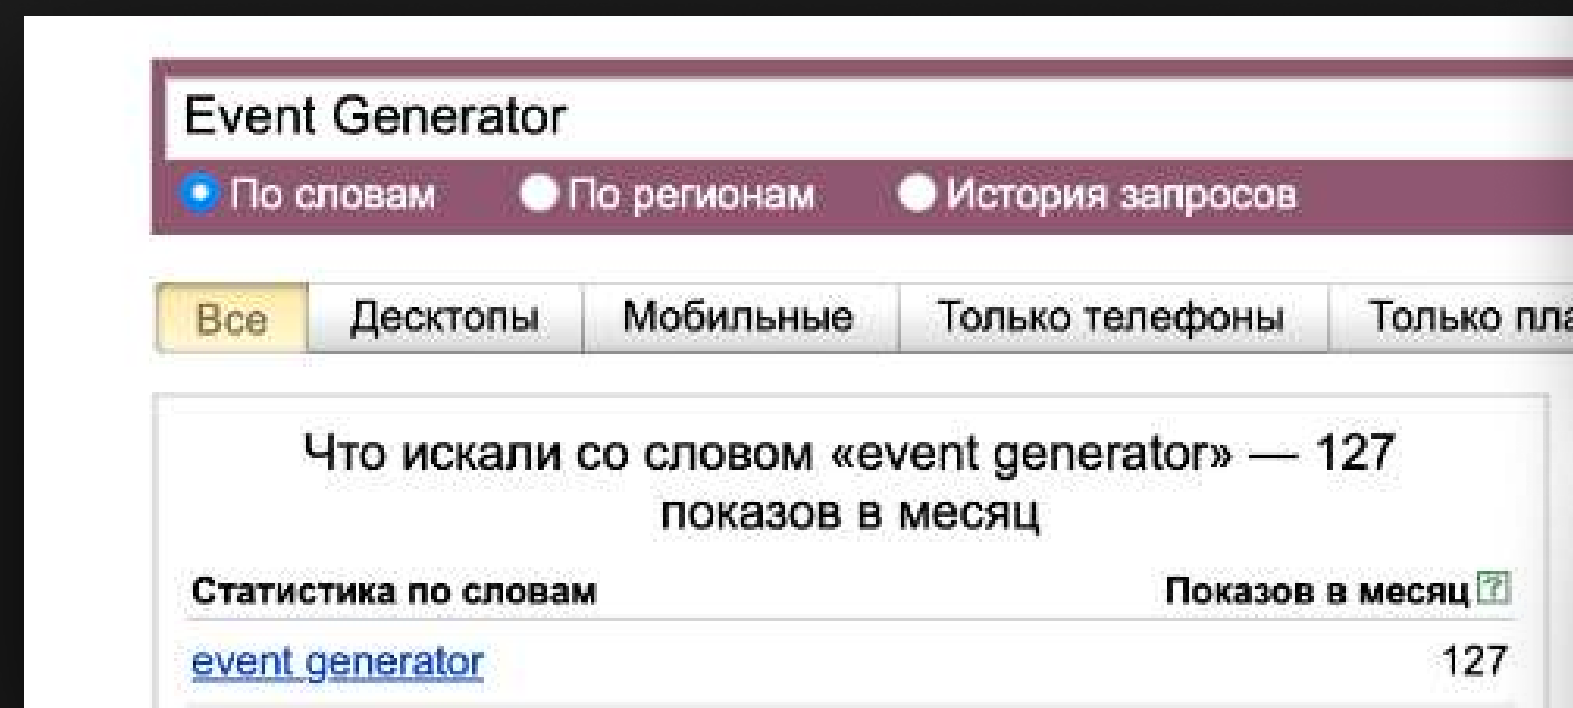 Event Generator
По словам По регионам История запросов
Все Десктопы Мобильные Только телефоны Только
Что искали со словом «event generator» — 127
показов в месяц
Статистика по словам Показов в месяц ?
event generator 127